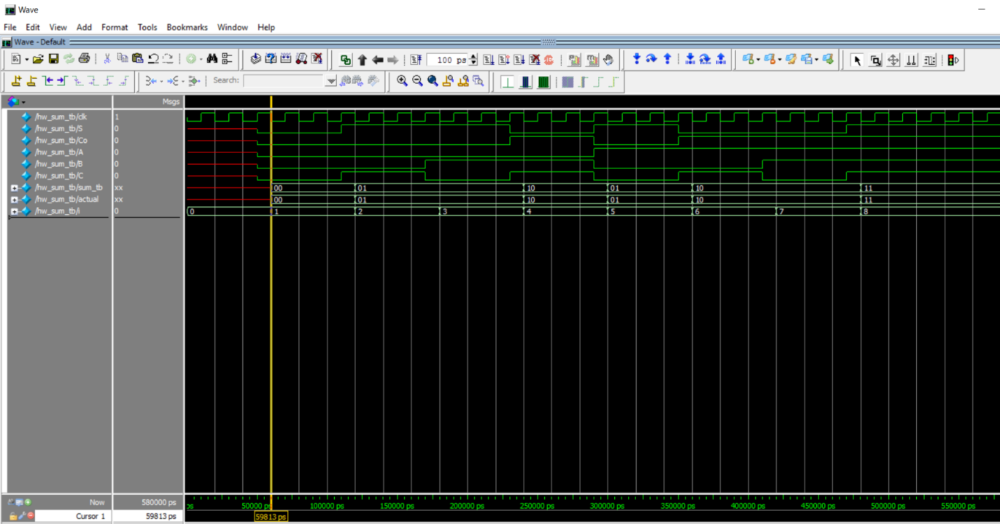 Wave
File Edit View Add Format Tools Bookmarks Window Help
Wave - Default
100 ps
Search:
Msgs
/hw_sum_tb/clk 1
/hw_sum_tb/S 0
/hw_sum_tb/Co 0
/hw_sum_tb/A 0
/hw_sum_tb/B 0
/hw_sum_tb/C 0
/hw_sum_tb/sum_tb xx 00 01 10 01 10 11
/hw_sum_tb/actual xx 00 01 10 01 10 11
/hw_sum_tb/i 0 0 1 2 3 4 5 6 7 8
Now 580000 ps ps 50000 ps 100000 ps 150000 ps 200000 ps 250000 ps 300000 ps 350000 ps 400000 ps 450000 ps 500000 ps 550000 ps
Cursor 1 59813 ps 59813 ps